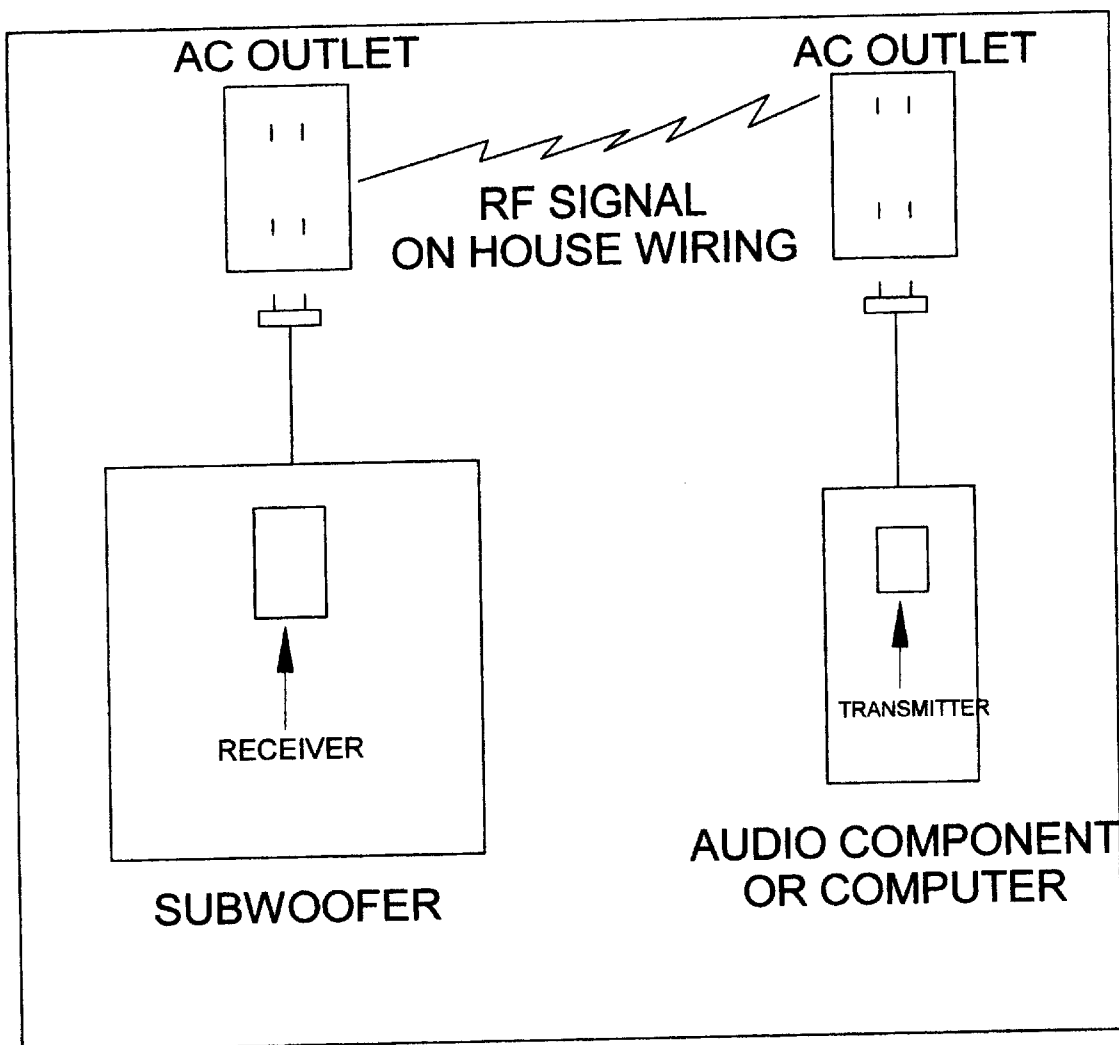 AC OUTLET
AC OUTLET
RF SIGNAL
ON HOUSE WIRING
RECEIVER
TRANSMITTER
SUBWOOFER
AUDIO COMPONENT
OR COMPUTER